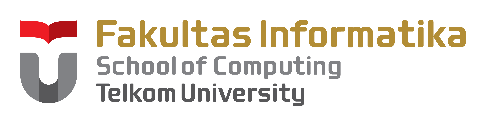 Fakultas Informatika
School of Computing
Telkom University